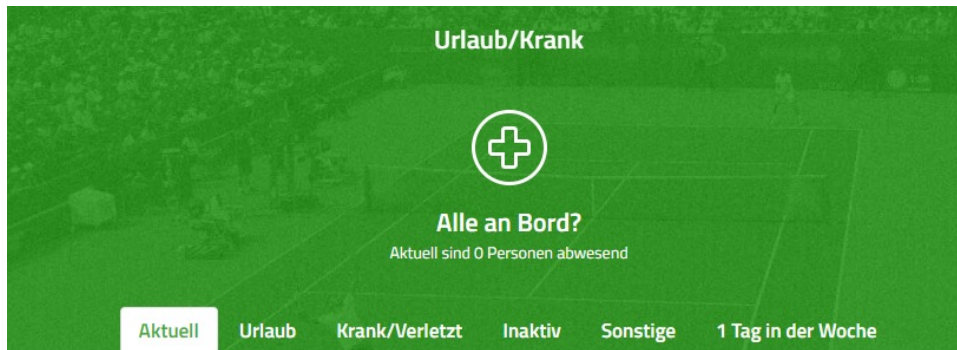 Urlaub/Krank
Alle an Bord?
Aktuell sind 0 Personen abwesend
Aktuell Urlaub Krank/Verletzt Inaktiv Sonstige 1 Tag in der Woche